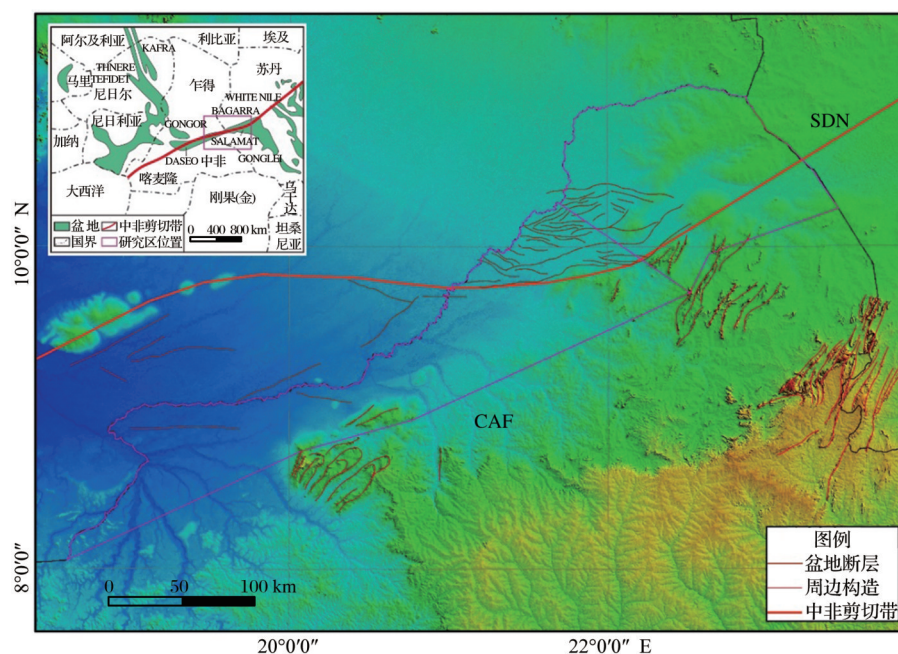 阿尔及利亚
利比亚
埃及
KAFRA
THNERE
TEFIDET
马里
尼日尔
乍得
苏丹
WHITE NILE
BAGARRA
尼日利亚
GONGOR
加纳
SALAMAT
DASEO 中非
GONGLEI
大西洋
喀麦隆
刚果(金)
乌干达
坦桑
尼亚
盆地
中非剪切带
国界
研究区位置
0 400 800 km
SDN
CAF
10°0′0″ N
8°0′0″
0 50 100 km
图例
盆地断层
周边构造
中非剪切带
20°0′0″
22°0′0″ E